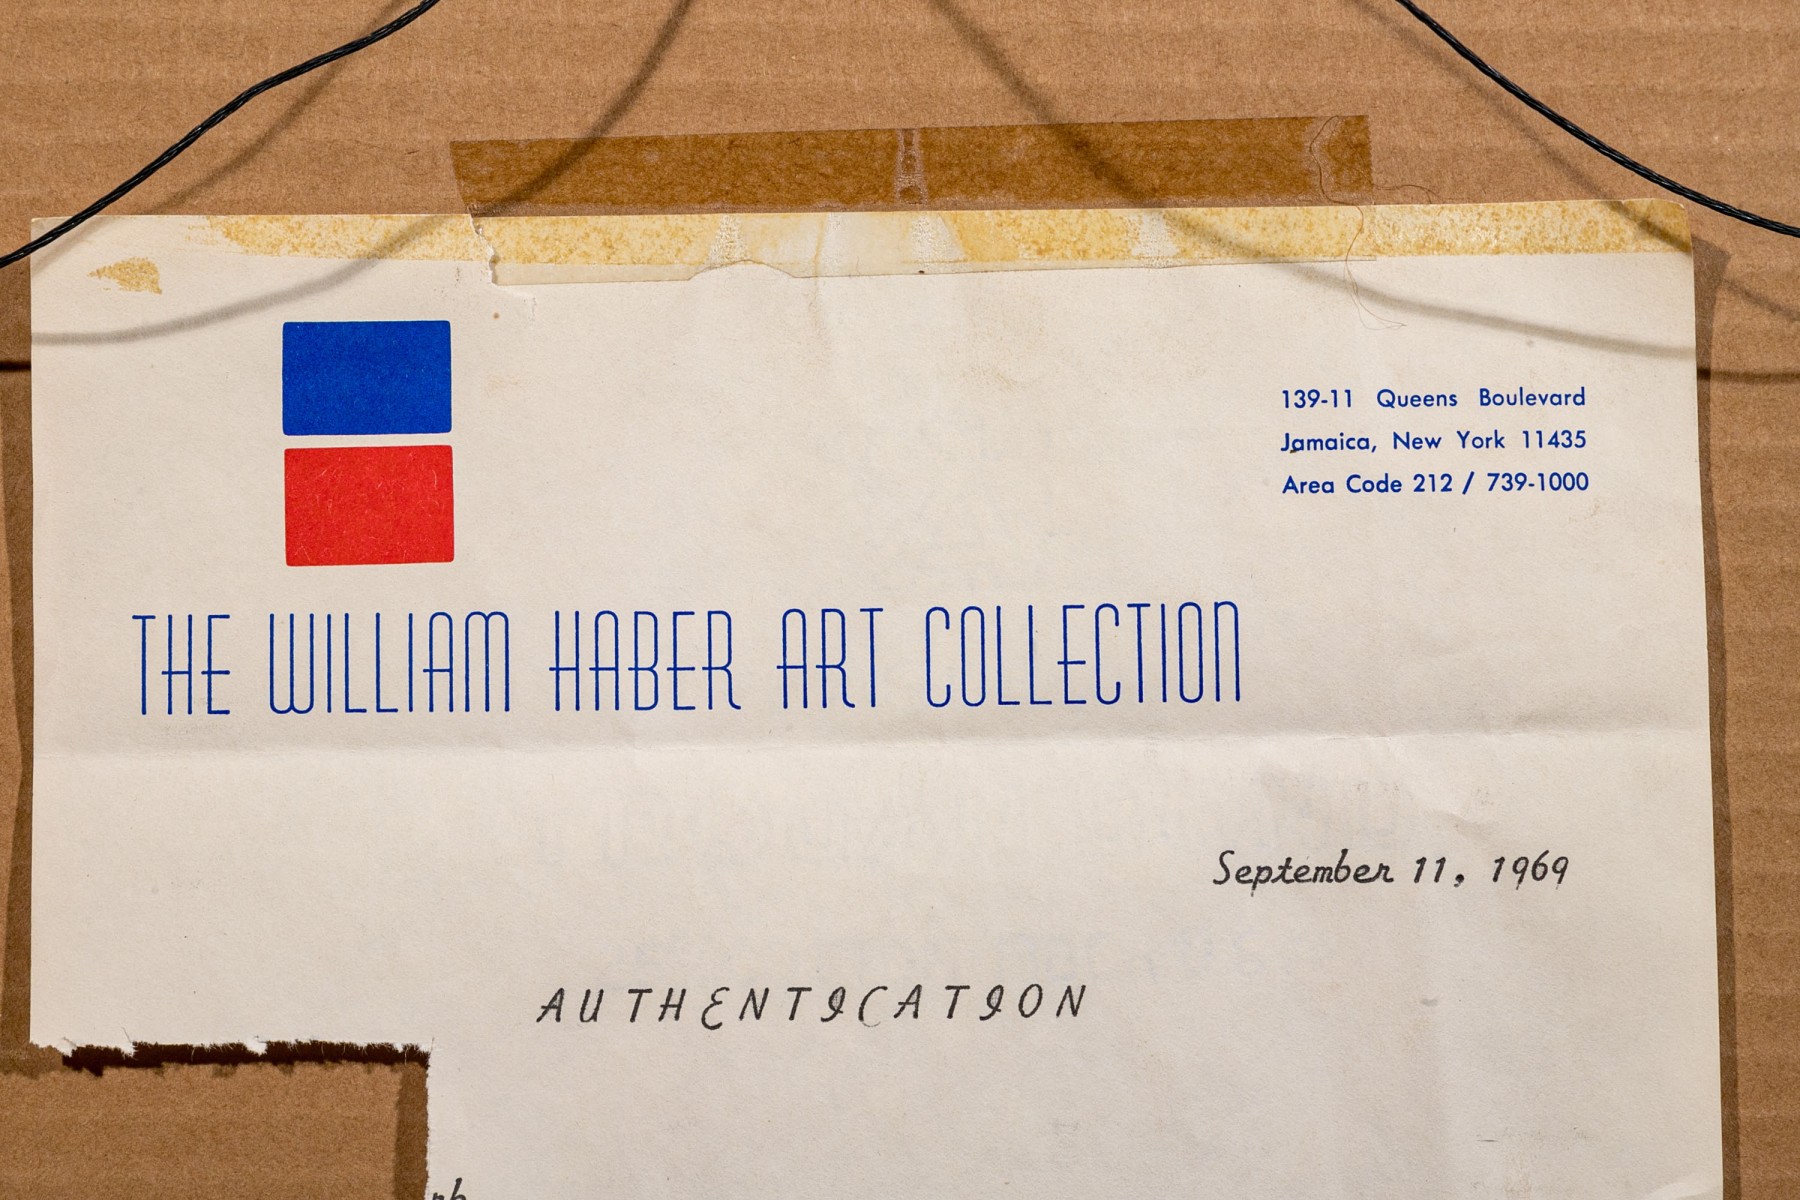 139-11 Queens Boulevard
Jamaica, New York 11435
Area Code 212 / 739-1000
THE WILLIAM HABER ART COLLECTION
September 11, 1969
AUTHENTICATION